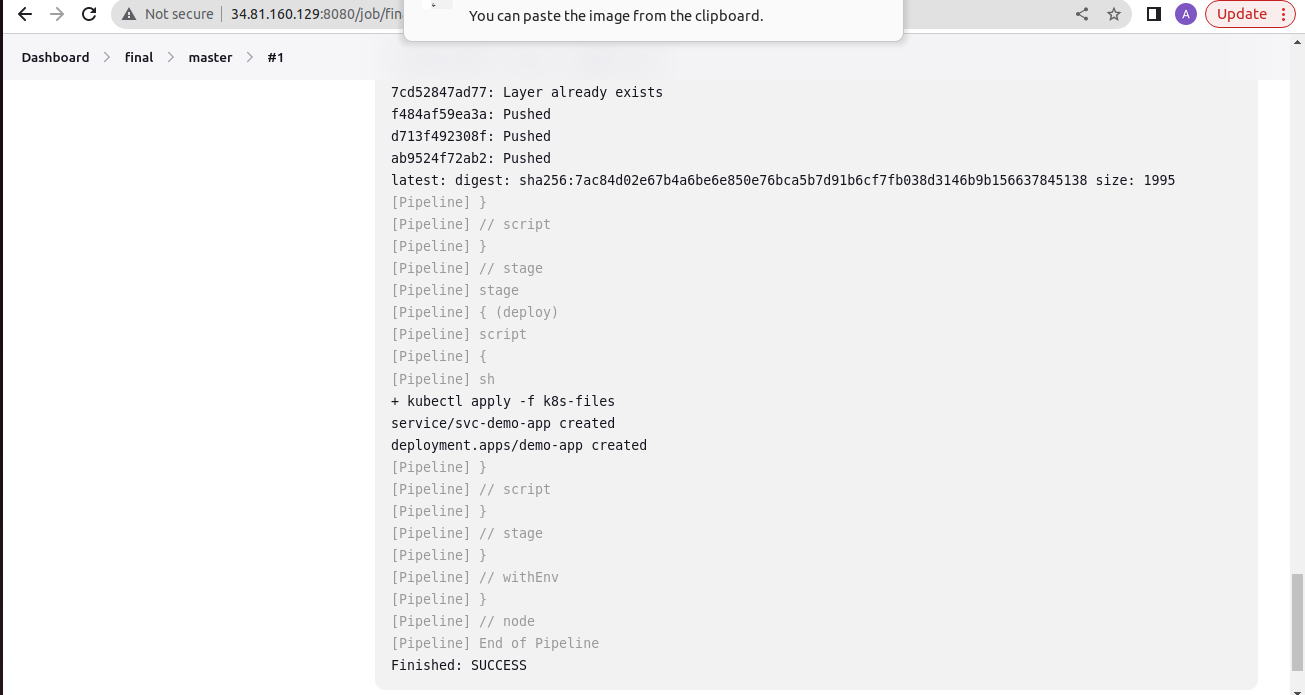 You can paste the image from the clipboard.
Not secure 34.81.160.129:8080/job/fin
A Update
Dashboard > final > master > #1
7cd52847ad77: Layer already exists
f484af59ea3a: Pushed
d713f492308f: Pushed
ab9524f72ab2: Pushed
latest: digest: sha256:7ac84d02e67b4a6be6e850e76bca5b7d91b6cf7fb038d3146b9b156637845138 size: 1995
[Pipeline] }
[Pipeline] // script
[Pipeline] }
[Pipeline] // stage
[Pipeline] stage
[Pipeline] { (deploy)
[Pipeline] script
[Pipeline] {
[Pipeline] sh
+ kubectl apply -f k8s-files
service/svc-demo-app created
deployment.apps/demo-app created
[Pipeline] }
[Pipeline] // script
[Pipeline] }
[Pipeline] // stage
[Pipeline] }
[Pipeline] // withEnv
[Pipeline] }
[Pipeline] // node
[Pipeline] End of Pipeline
Finished: SUCCESS